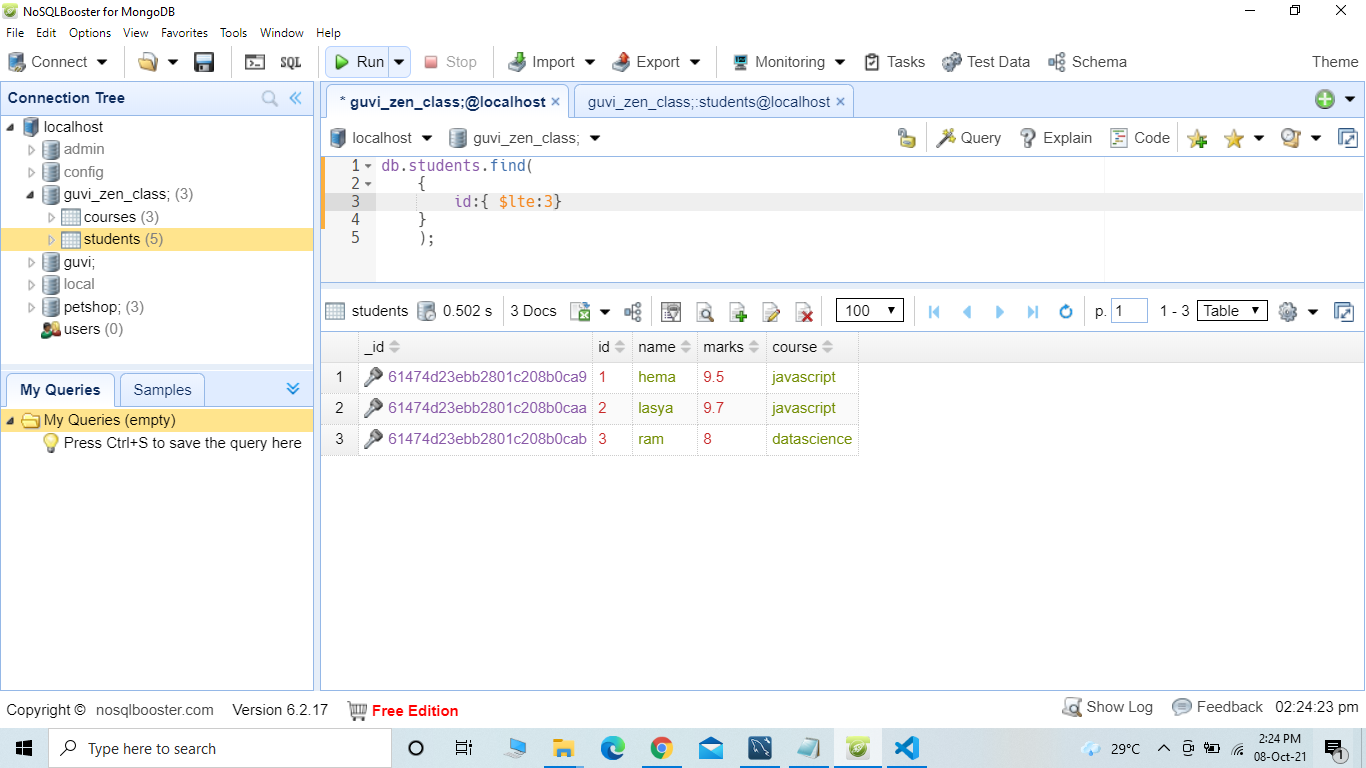 NoSQLBooster for MongoDB
File Edit Options View Favorites Tools Window Help
Connect SQL Run Stop Import Export Monitoring Tasks Test Data Schema Theme
Connection Tree
localhost
admin
config
guvi_zen_class; (3)
courses (3)
students (5)
guvi;
local
petshop; (3)
users (0)
My Queries Samples
My Queries (empty)
Press Ctrl+S to save the query here
* guvi_zen_class;@localhost × guvi_zen_class;:students@localhost ×
localhost guvi_zen_class; Query Explain Code
1 db.students.find(
2 {
3 id:{ $lte:3}
4 }
5 );
students 0.502 s 3 Docs 100 p. 1 1 - 3 Table
_id id name marks course
1 61474d23ebb2801c208b0ca9 1 hema 9.5 javascript
2 61474d23ebb2801c208b0caa 2 lasya 9.7 javascript
3 61474d23ebb2801c208b0cab 3 ram 8 datascience
Copyright © nosqlbooster.com Version 6.2.17 Free Edition Show Log Feedback 02:24:23 pm
Type here to search 29°C 2:24 PM
08-Oct-21 1